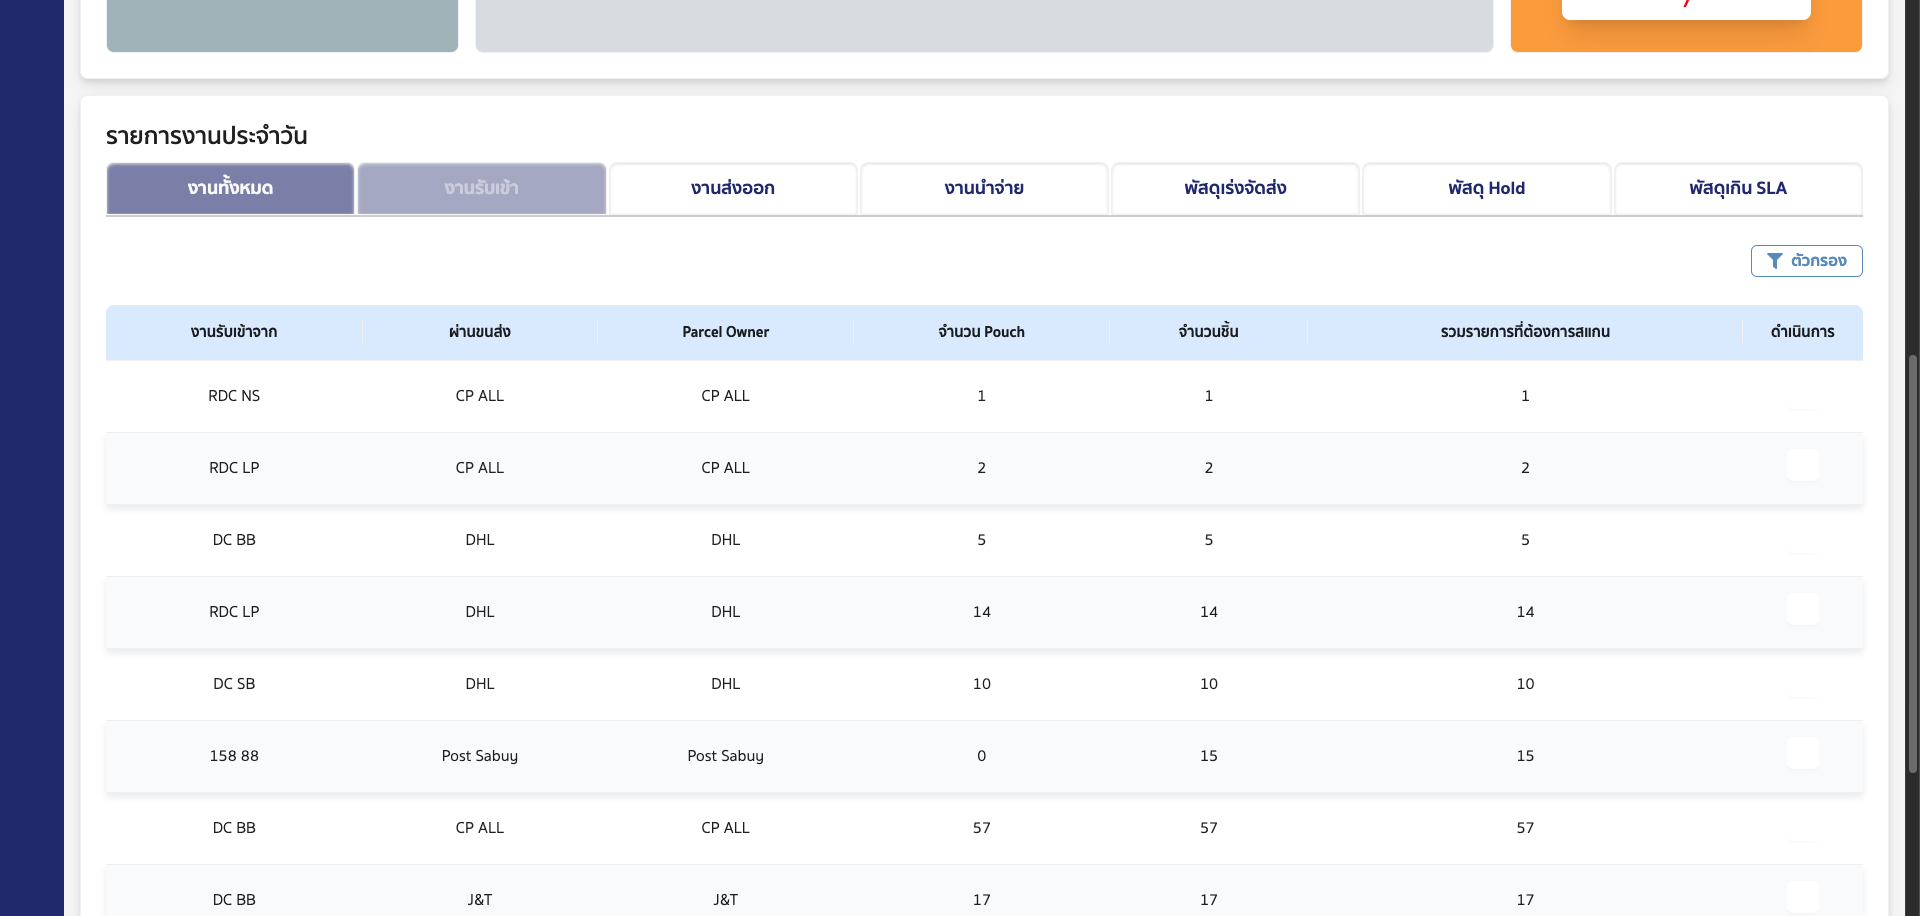 รายการงานประจำวัน
งานทั้งหมด งานรับเข้า งานส่งออก งานนำจ่าย พัสดุเร่งจัดส่ง พัสดุ Hold พัสดุเกิน SLA
ตัวกรอง
งานรับเข้าจาก ผ่านขนส่ง Parcel Owner จำนวน Pouch จำนวนชิ้น รวมรายการที่ต้องการสแกน ดำเนินการ
RDC NS CP ALL CP ALL 1 1 1
RDC LP CP ALL CP ALL 2 2 2
DC BB DHL DHL 5 5 5
RDC LP DHL DHL 14 14 14
DC SB DHL DHL 10 10 10
158 88 Post Sabuy Post Sabuy 0 15 15
DC BB CP ALL CP ALL 57 57 57
DC BB J&T J&T 17 17 17